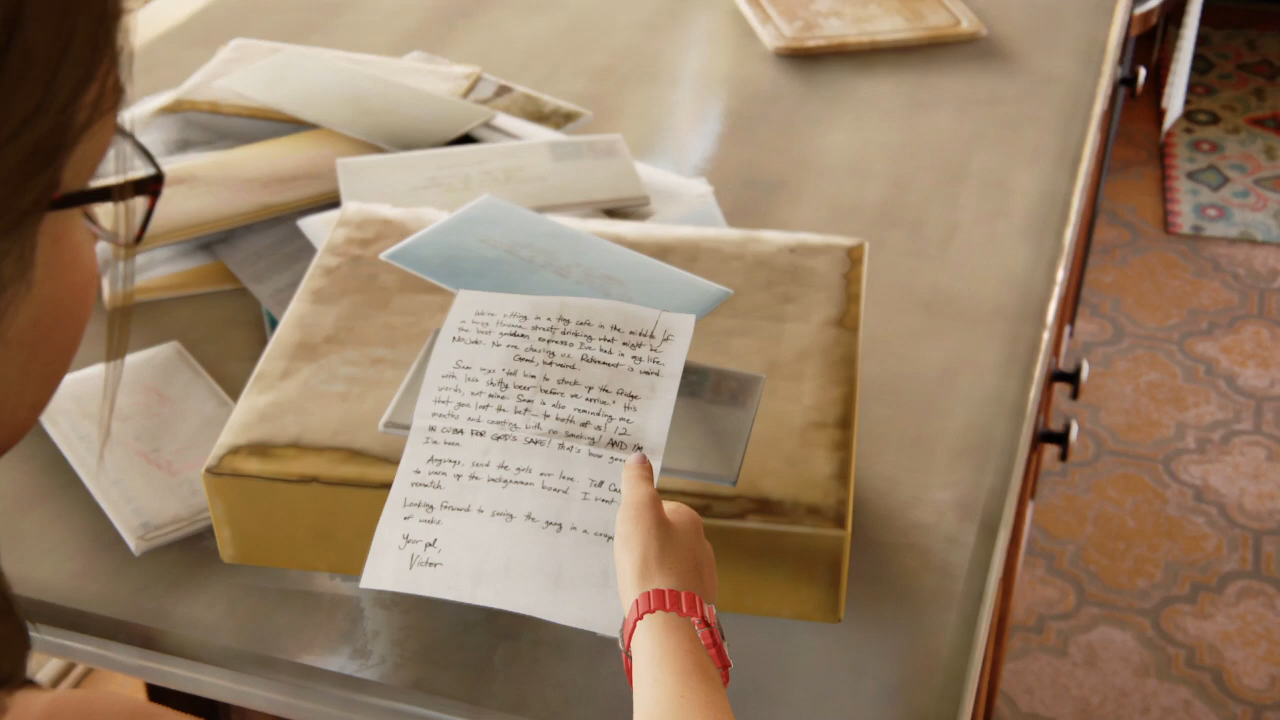 We're sitting in a tiny cafe in the middle of
a busy Havana street, drinking what might be
the best goddamn expresso I've had in my life.
No jobs. No one chasing us. Retirement is weird.
Good, but weird.
Sam says "tell him to stock up the fridge
with less shitty beer before we arrive." His
words, not mine. Sam is also reminding me
that you lost the bet - to both of us! 12
months and counting with no smoking! AND I'M
IN CUBA FOR GOD'S SAKE! That's how good
I've been.
Anyways, send the girls our love. Tell
to warm up the backgammon board. I want
rematch.
Looking forward to seeing the gang in a
of weeks.
Your pal,
Victor